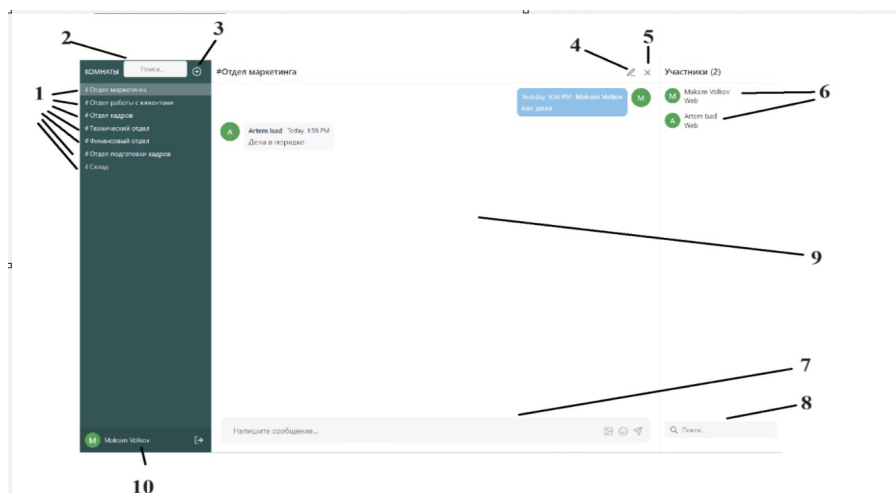 2
3
4
5
КОМНАТЫ
Поиск...
#Отдел маркетинга
Участники (2)
1
# Отдел маркетинга
# Отдел работы с клиентами
# Отдел кадров
# Технический отдел
# Финансовый отдел
# Отдел подготовки кадров
# Склад
Yesterday, 9:56 PM Maksim Volkov
как дела
M
A
Artem Isad Today, 1:56 PM
Дела в порядке
M
Maksim Volkov
Web
A
Artem Isad
Web
6
9
7
8
Напишите сообщение...
Поиск...
M
Maksim Volkov
10